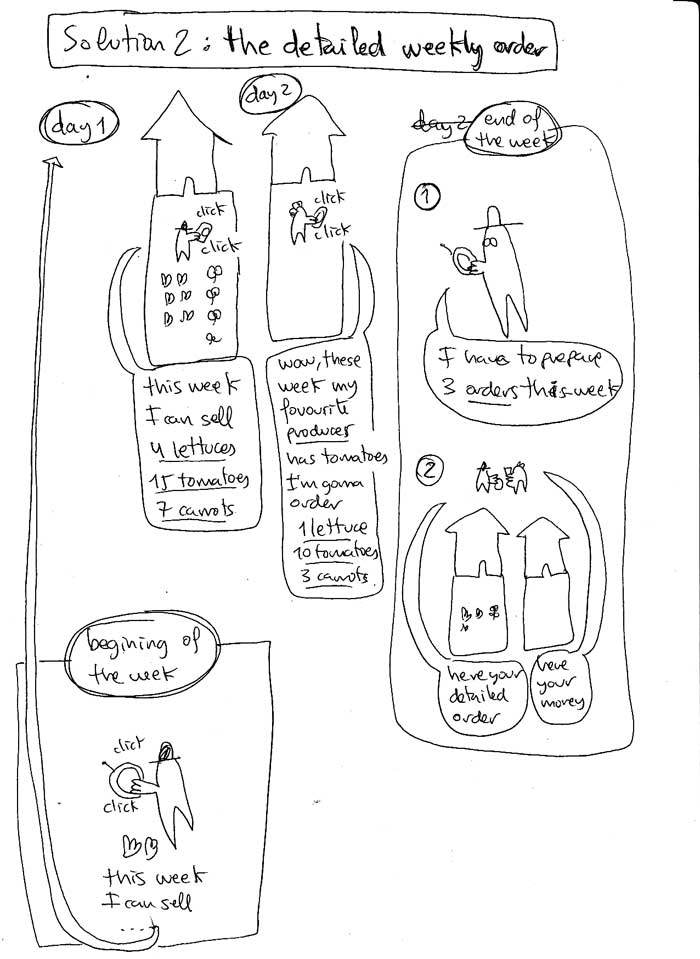 Solution 2: the detailed weekly order
day 1
day 2
click
click
this week
I can sell
4 lettuces
15 tomatoes
7 carrots
click
click
wow, these
week my
favourite
producer
has tomatoes
I'm gonna
order
1 lettuce
10 tomatoes
3 carrots
day 2
end of
the week
1
I have to prepare
3 orders this week
2
here your
detailed
order
here
your
money
begining of
the week
click
click
this week
I can sell
....